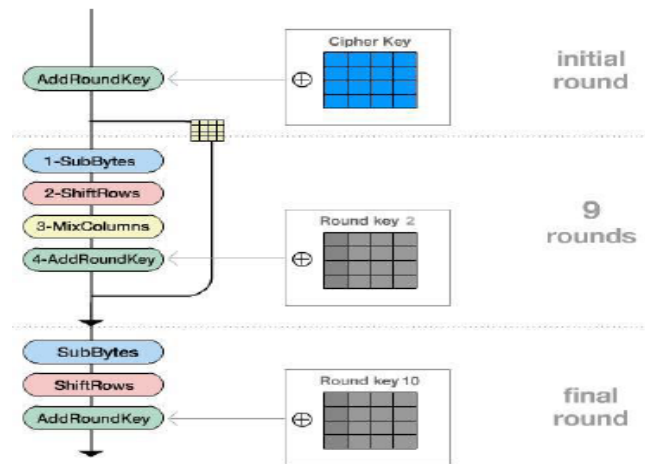 Cipher Key
AddRoundKey
initial
round
1-SubBytes
2-ShiftRows
3-MixColumns
4-AddRoundKey
Round key 2
9
rounds
SubBytes
ShiftRows
AddRoundKey
Round key 10
final
round